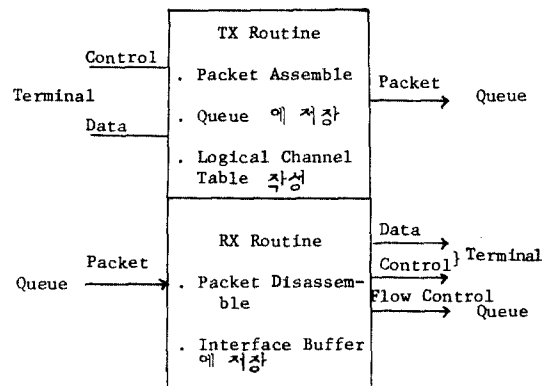 TX Routine
Control
. Packet Assemble
Packet
Terminal
Queue
. Queue 에 저장
Data
. Logical Channel
Table 작성
RX Routine
Data
Packet
Control } Terminal
Queue
. Packet Disassem-
ble
Flow Control
Queue
. Interface Buffer
에 저장